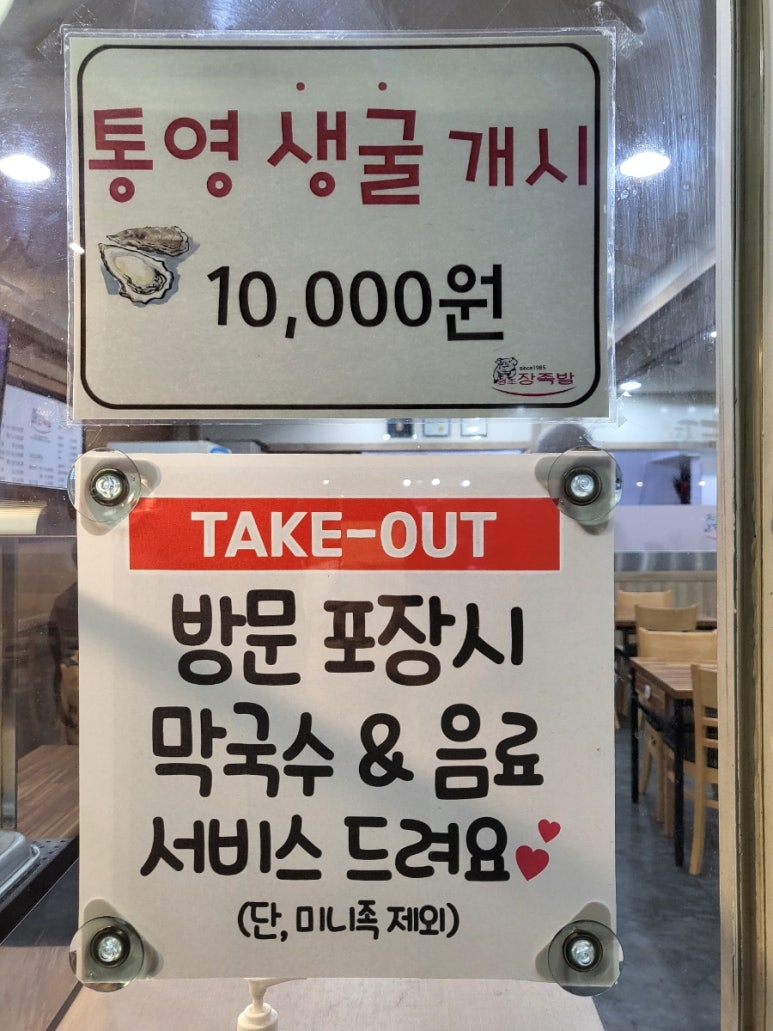 통영 생굴 개시
10,000원
since1985
장족발
TAKE-OUT
방문 포장시
막국수 & 음료
서비스 드려요
(단, 미니족 제외)